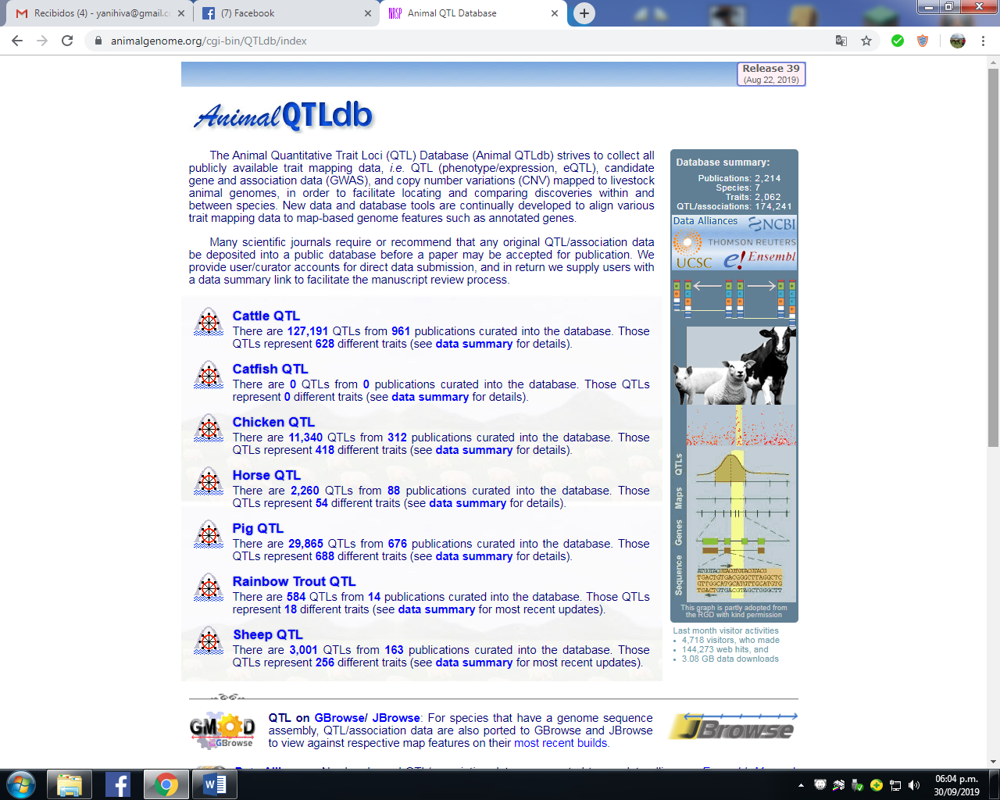 Recibidos (4) - yanihiva@gmail.c
(7) Facebook
NRSP
Animal QTL Database
animalgenome.org/cgi-bin/QTLdb/index
Release 39
(Aug 22, 2019)
Animal QTLdb
The Animal Quantitative Trait Loci (QTL) Database (Animal QTLdb) strives to collect all
publicly available trait mapping data, i.e. QTL (phenotype/expression, eQTL), candidate
gene and association data (GWAS), and copy number variations (CNV) mapped to livestock
animal genomes, in order to facilitate locating and comparing discoveries within and
between species. New data and database tools are continually developed to align various
trait mapping data to map-based genome features such as annotated genes.
Many scientific journals require or recommend that any original QTL/association data
be deposited into a public database before a paper may be accepted for publication. We
provide user/curator accounts for direct data submission, and in return we supply users with
a data summary link to facilitate the manuscript review process.
Cattle QTL
There are 127,191 QTLs from 961 publications curated into the database. Those
QTLs represent 628 different traits (see data summary for details).
Catfish QTL
There are 0 QTLs from 0 publications curated into the database. Those QTLs
represent 0 different traits (see data summary for details).
Chicken QTL
There are 11,340 QTLs from 312 publications curated into the database. Those
QTLs represent 418 different traits (see data summary for details).
Horse QTL
There are 2,260 QTLs from 88 publications curated into the database. Those
QTLs represent 54 different traits (see data summary for details).
Pig QTL
There are 29,865 QTLs from 676 publications curated into the database. Those
QTLs represent 688 different traits (see data summary for details).
Rainbow Trout QTL
There are 584 QTLs from 14 publications curated into the database. Those QTLs
represent 18 different traits (see data summary for most recent updates).
Sheep QTL
There are 3,001 QTLs from 163 publications curated into the database. Those
QTLs represent 256 different traits (see data summary for most recent updates).
Database summary:
Publications: 2,214
Species: 7
Traits: 2,062
QTL/associations: 174,241
Data Alliances
NCBI
THOMSON REUTERS
UCSC
e! Ensembl
QTLs
Maps
Genes
Sequence
ATGGTACGTACGTGTACGTACG
TGACTGTGACGGGCTTAGGCTC
GTTGGCATGCATGTTGCATGTG
TGACTGTGACGTAGCTGGGCTT
This graph is partly adopted from
the RGD with kind permission
Last month visitor activities
4,718 visitors, who made
144,273 web hits, and
3.08 GB data downloads
GMOD
GBrowse
QTL on GBrowse/ JBrowse: For species that have a genome sequence
assembly, QTL/association data are also ported to GBrowse and JBrowse
to view against respective map features on their most recent builds.
JBrowse
06:04 p.m.
30/09/2019